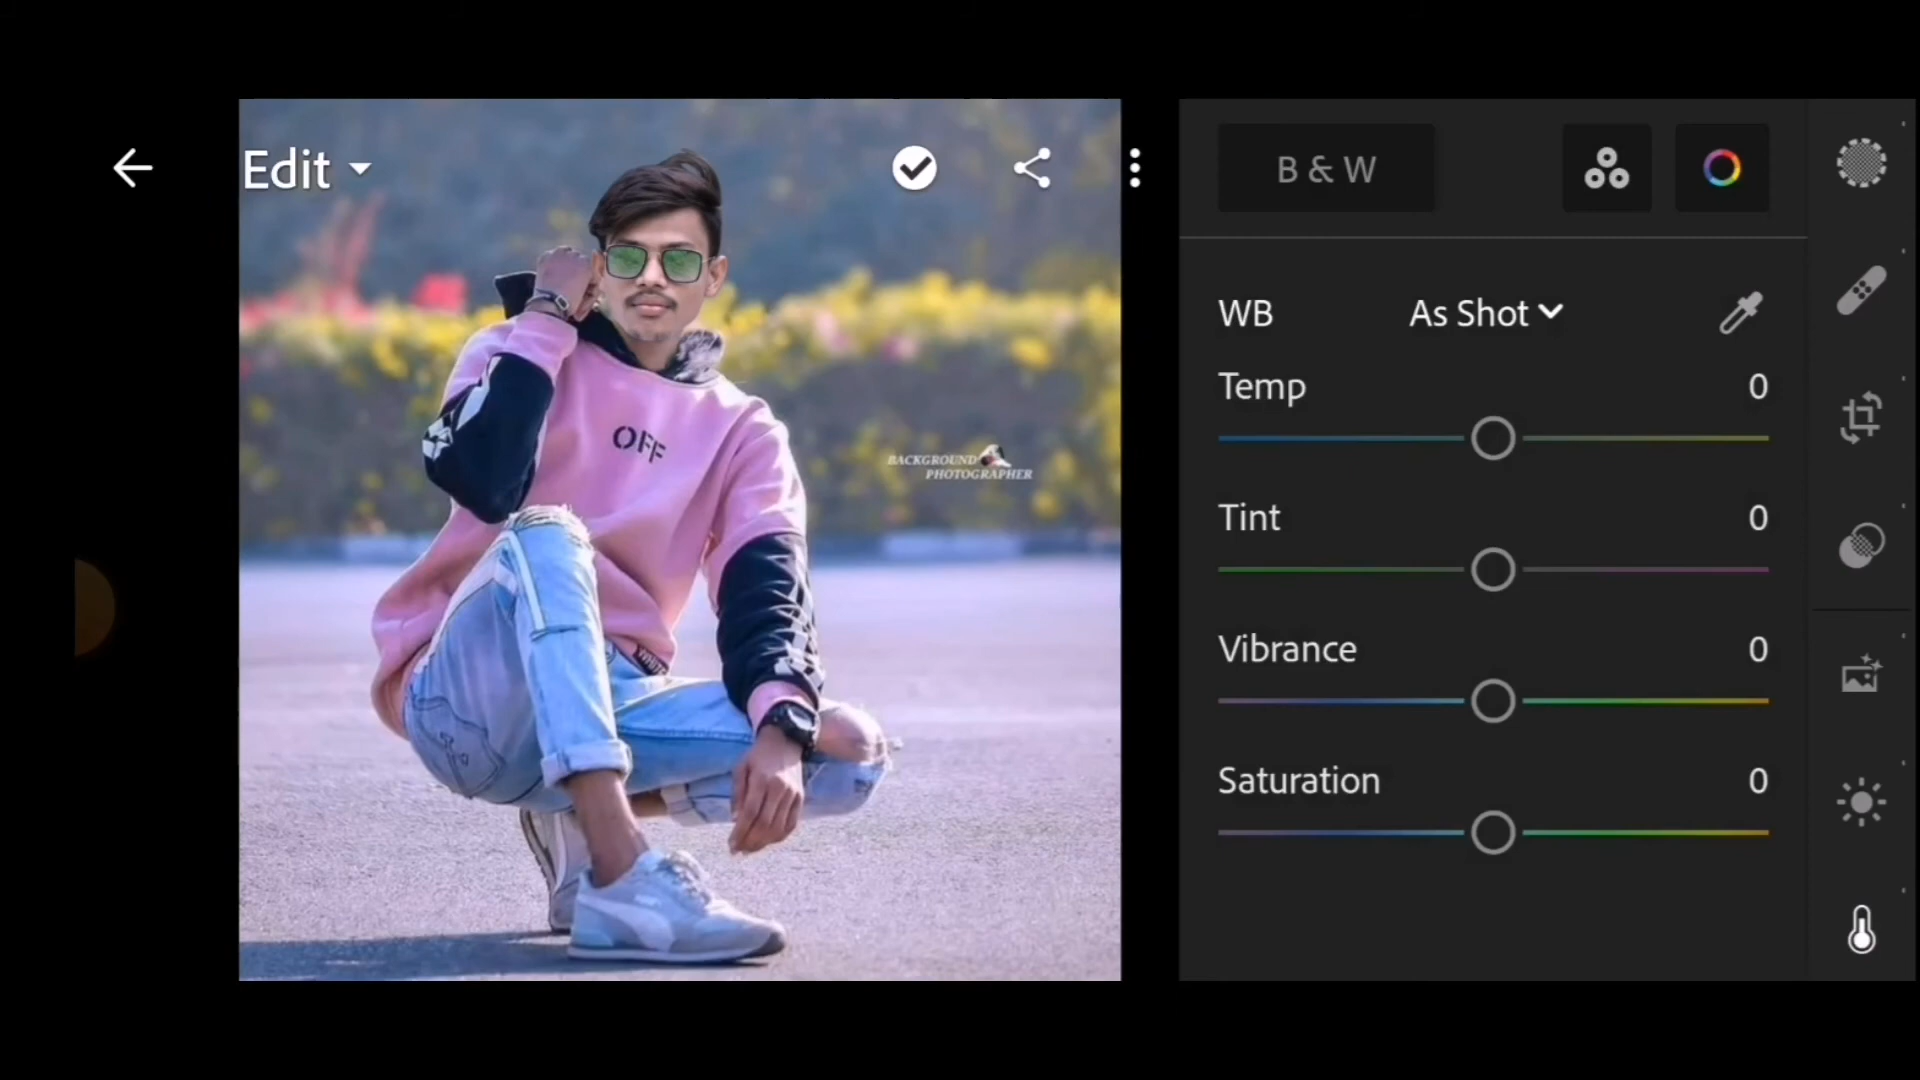 Edit
B & W
WB As Shot
Temp 0
Tint 0
Vibrance 0
Saturation 0
OFF
BACKGROUND
PHOTOGRAPHER